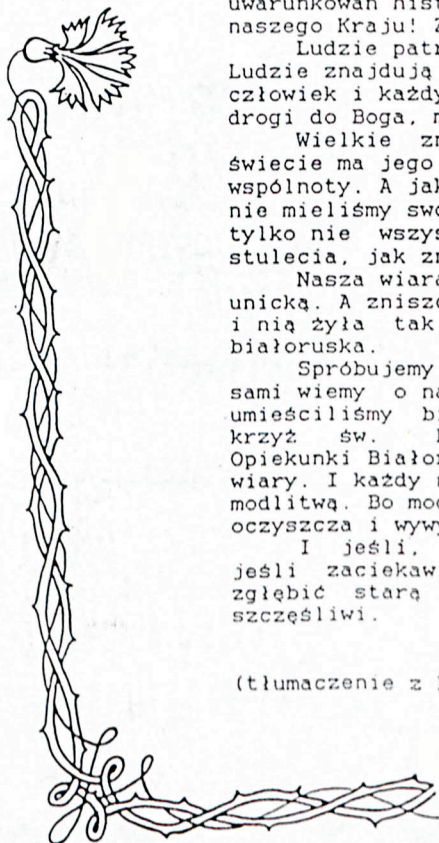 uwarunkowań hist
naszego Kraju! Z
Ludzie patr
Ludzie znajdują
człowiek i każdy
drogi do Boga, n
Wielkie zn
świecie ma jego
wspólnoty. A jak
nie mieliśmy swo
tylko nie wszys
stulecia, jak zn
Nasza wiara
unicką. A zniszc
i nią żyła tak
białoruska.
Spróbujemy
sami wiemy o na
umieściliśmy bi
krzyż św.
Opiekunki Białor
wiary. I każdy n
modlitwą. Bo mod
oczyszcza i wywy
I jeśli,
jeśli zaciekaw
zgłębić starą
szczęśliwi.
(tłumaczenie z